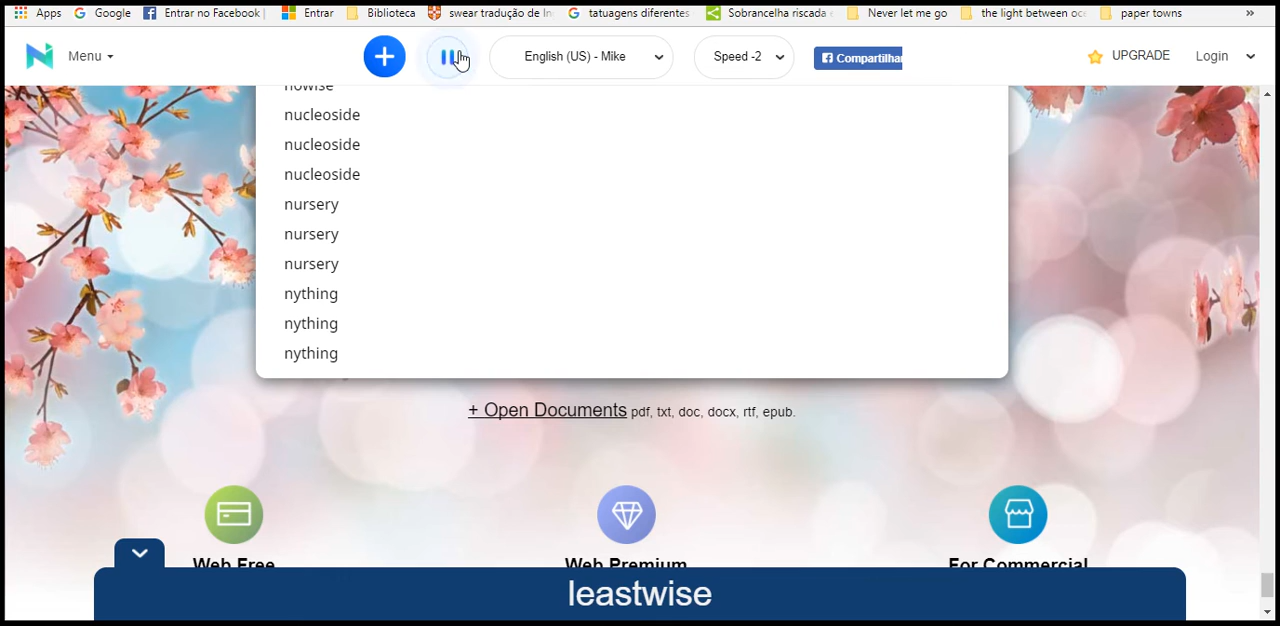 Apps Google Entrar no Facebook Entrar Biblioteca swear tradução de In tatuagens diferentes Sobrancelha riscada Never let me go the light between oce paper towns »
Menu English (US) - Mike Speed -2 Compartilhar UPGRADE Login
nowise
nucleoside
nucleoside
nucleoside
nursery
nursery
nursery
nything
nything
nything
+ Open Documents pdf, txt, doc, docx, rtf, epub.
Web Free Web Premium For Commercial
leastwise